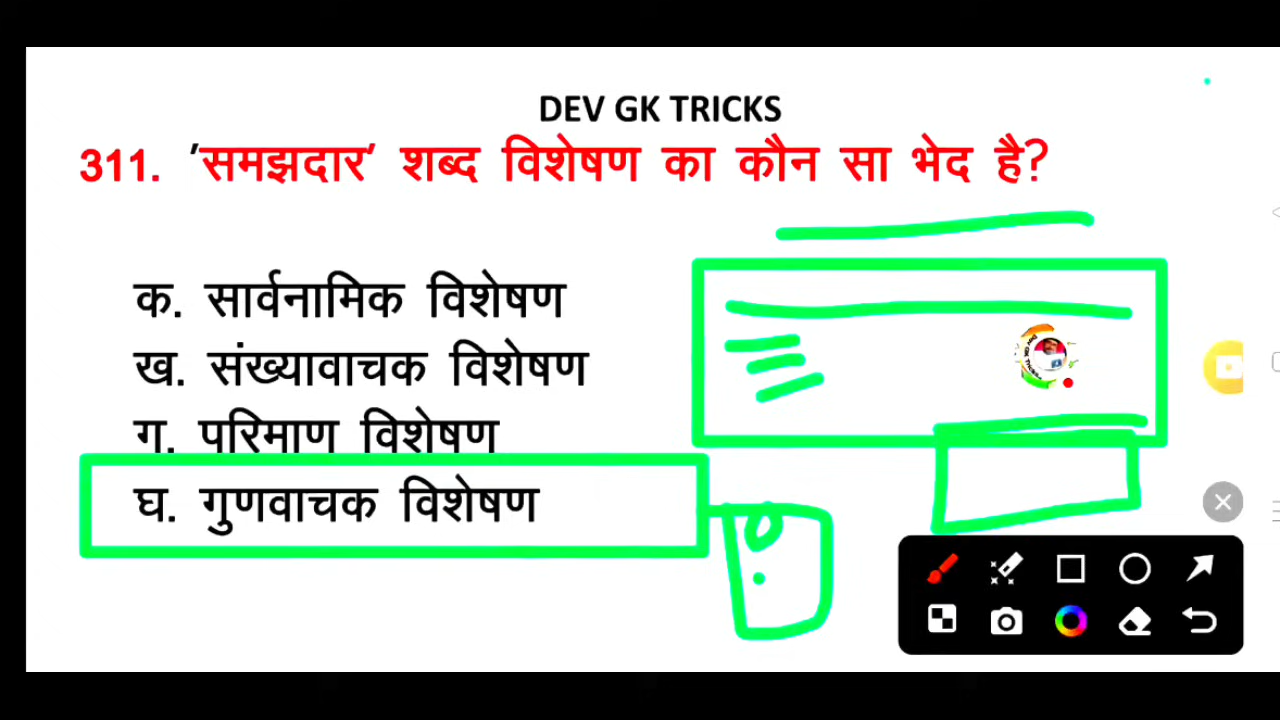 DEV GK TRICKS
311. 'समझदार' शब्द विशेषण का कौन सा भेद है?
क. सार्वनामिक विशेषण
ख. संख्यावाचक विशेषण
ग. परिमाण विशेषण
घ. गुणवाचक विशेषण